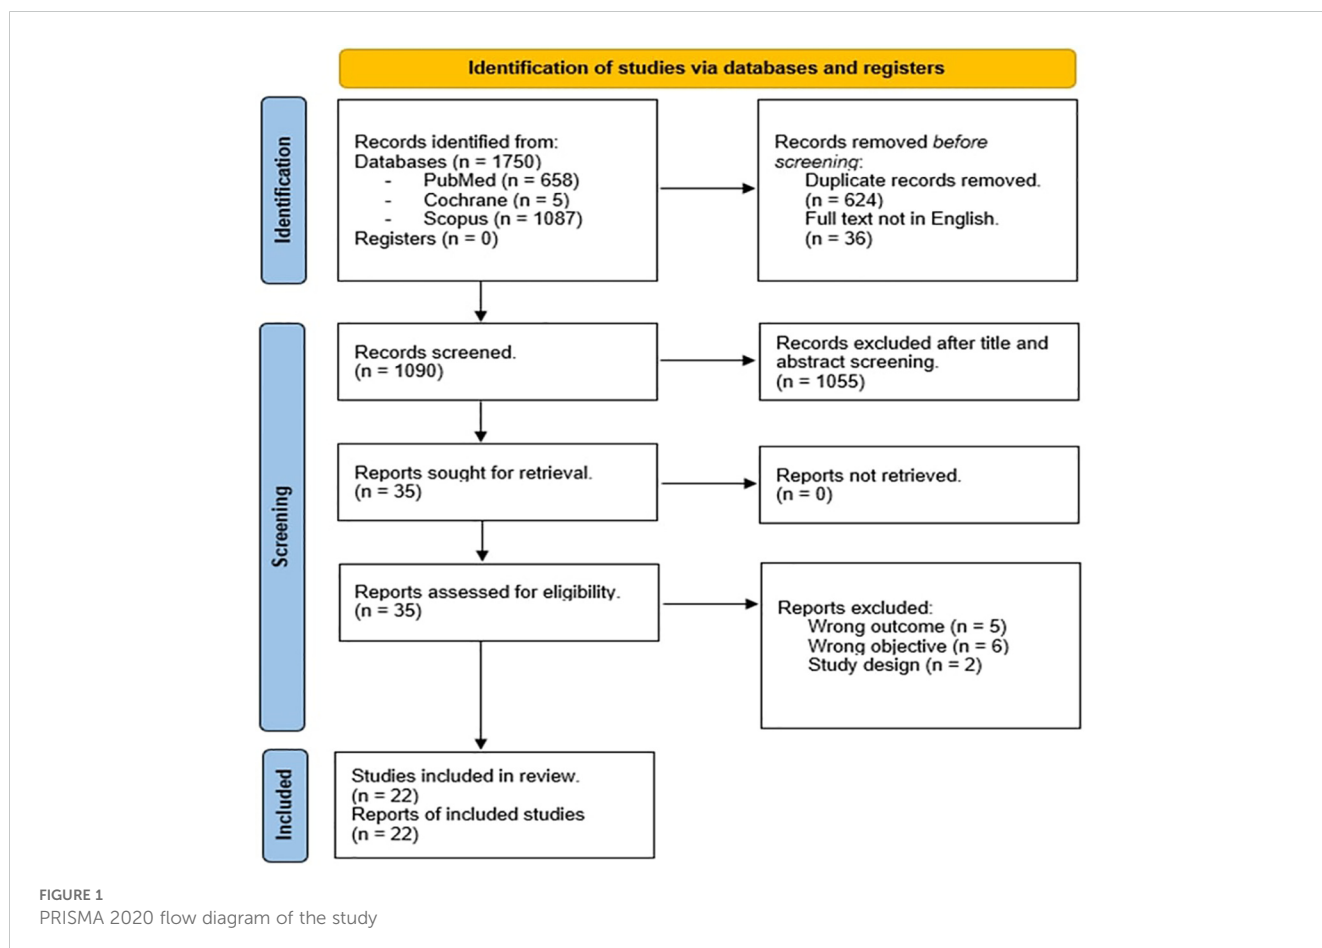 Identification of studies via databases and registers
Identification
Records identified from:
Databases (n = 1750)
- PubMed (n = 658)
- Cochrane (n = 5)
- Scopus (n = 1087)
Registers (n = 0)
Records removed before
screening:
Duplicate records removed.
(n = 624)
Full text not in English.
(n = 36)
Screening
Records screened.
(n = 1090)
Records excluded after title and
abstract screening.
(n = 1055)
Reports sought for retrieval.
(n = 35)
Reports not retrieved.
(n = 0)
Reports assessed for eligibility.
(n = 35)
Reports excluded:
Wrong outcome (n = 5)
Wrong objective (n = 6)
Study design (n = 2)
Included
Studies included in review.
(n = 22)
Reports of included studies
(n = 22)
FIGURE 1
PRISMA 2020 flow diagram of the study